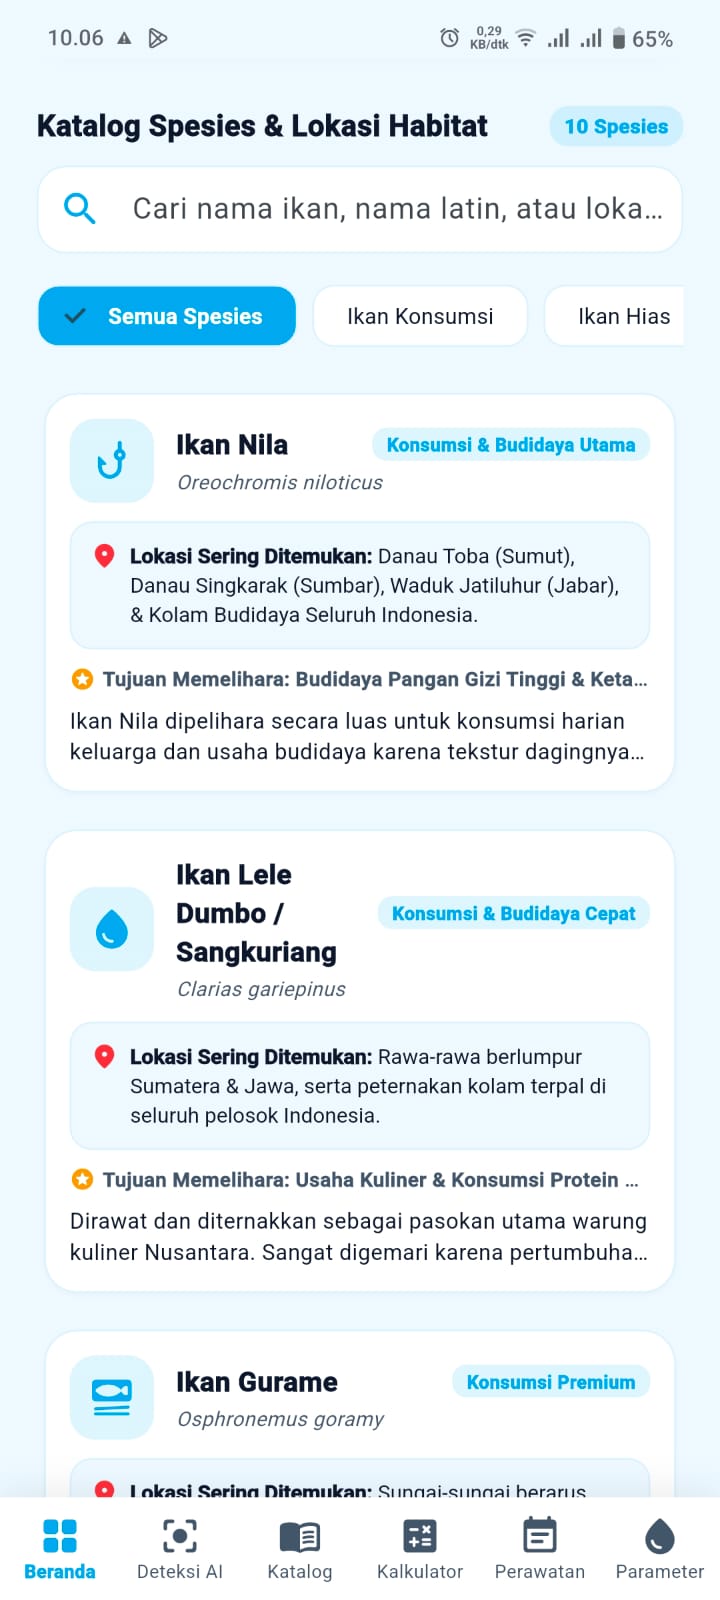 10.06
0,29
KB/dtk
65%
Katalog Spesies & Lokasi Habitat
10 Spesies
Cari nama ikan, nama latin, atau loka...
Semua Spesies
Ikan Konsumsi
Ikan Hias
Ikan Nila
Konsumsi & Budidaya Utama
Oreochromis niloticus
Lokasi Sering Ditemukan: Danau Toba (Sumut),
Danau Singkarak (Sumbar), Waduk Jatiluhur (Jabar),
& Kolam Budidaya Seluruh Indonesia.
Tujuan Memelihara: Budidaya Pangan Gizi Tinggi & Keta...
Ikan Nila dipelihara secara luas untuk konsumsi harian
keluarga dan usaha budidaya karena tekstur dagingnya...
Ikan Lele
Dumbo /
Sangkuriang
Konsumsi & Budidaya Cepat
Clarias gariepinus
Lokasi Sering Ditemukan: Rawa-rawa berlumpur
Sumatera & Jawa, serta peternakan kolam terpal di
seluruh pelosok Indonesia.
Tujuan Memelihara: Usaha Kuliner & Konsumsi Protein ...
Dirawat dan diternakkan sebagai pasokan utama warung
kuliner Nusantara. Sangat digemari karena pertumbuha...
Ikan Gurame
Konsumsi Premium
Osphronemus goramy
Lokasi Sering Ditemukan: Sungai-sungai berarus
Beranda
Deteksi AI
Katalog
Kalkulator
Perawatan
Parameter